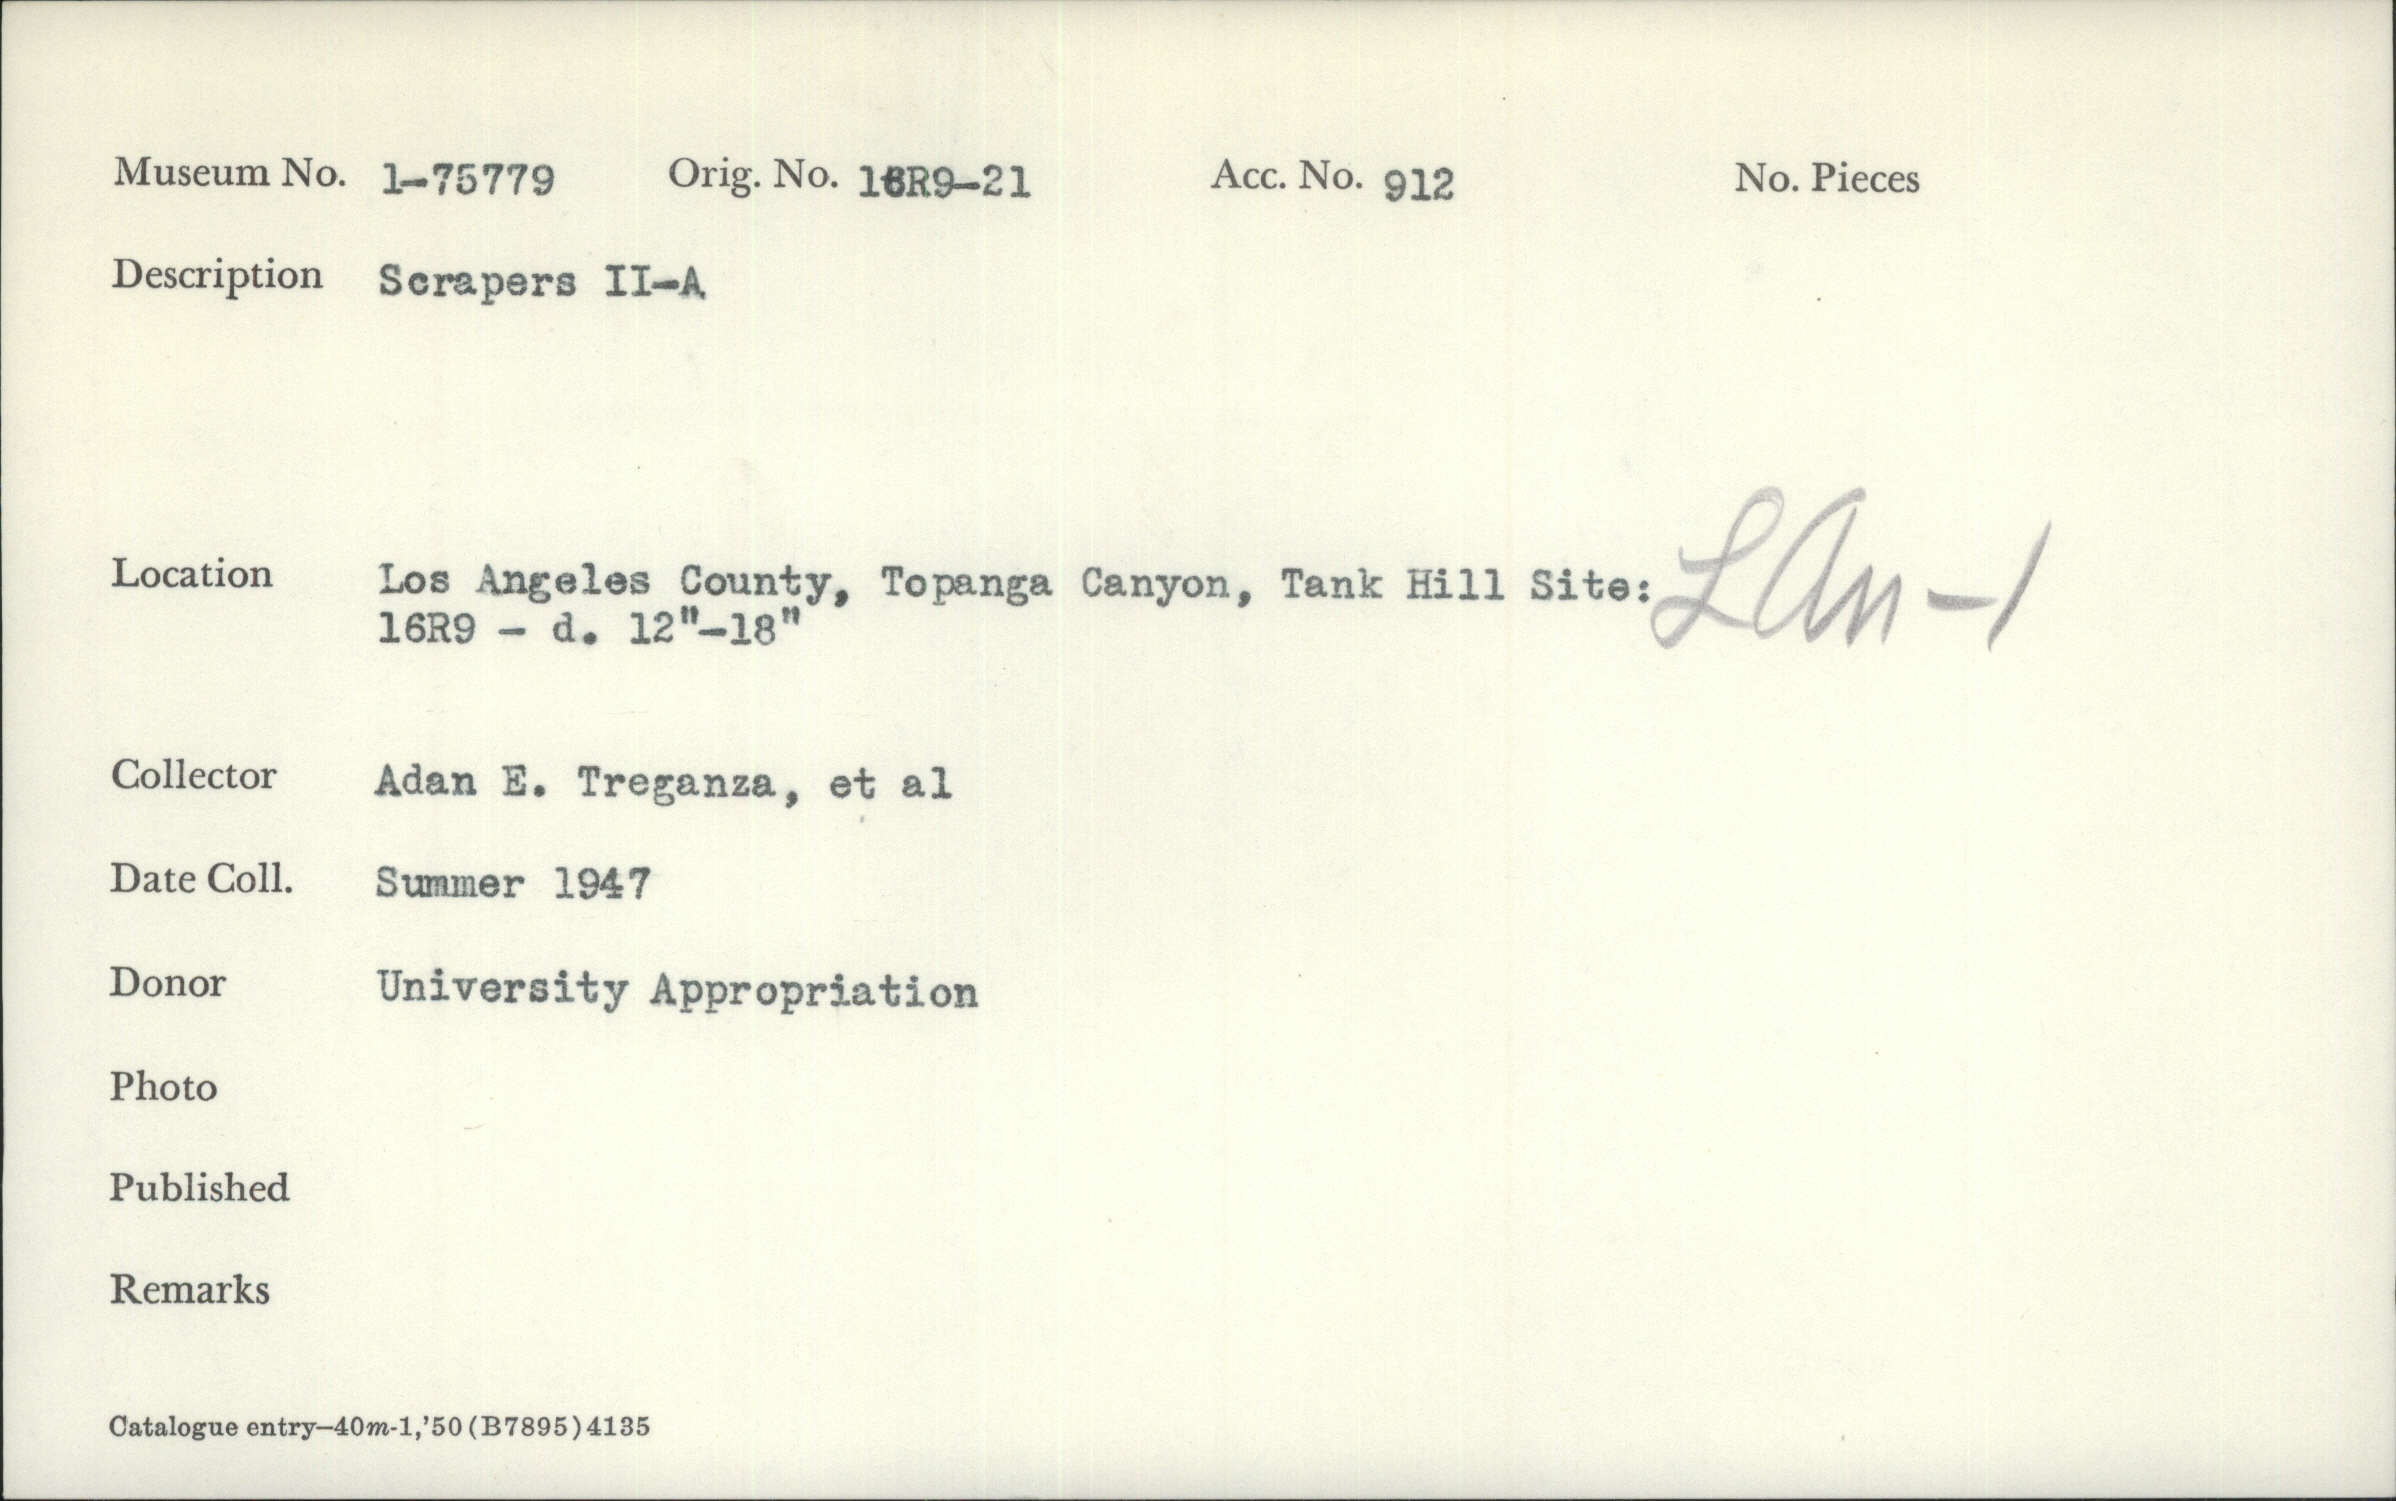 Museum No. 1-75779 Orig. No. 16R9-21 Acc. No. 912 No. Pieces
Description Scrapers II-A
Location Los Angeles County, Topanga Canyon, Tank Hill Site: LAn-1
16R9 - d. 12"-18"
Collector Adan E. Treganza, et al
Date Coll. Summer 1947
Donor University Appropriation
Photo
Published
Remarks
Catalogue entry—40m-1,'50 (B7895) 4135